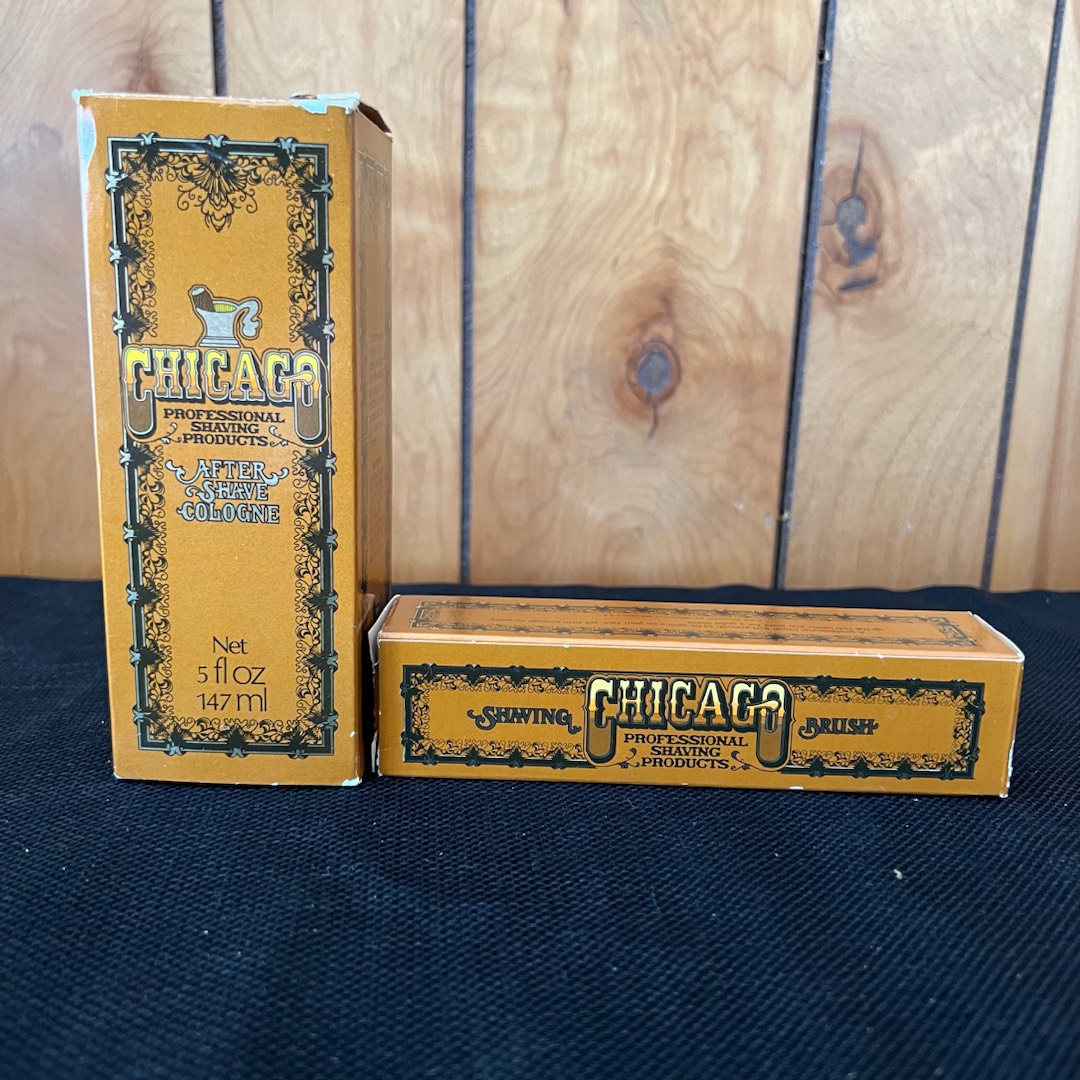 CHICAGO
PROFESSIONAL
SHAVING
PRODUCTS
AFTER
SHAVE
COLOGNE
Net
5 fl oz
147 ml
SHAVING CHICAGO BRUSH
PROFESSIONAL
SHAVING
PRODUCTS